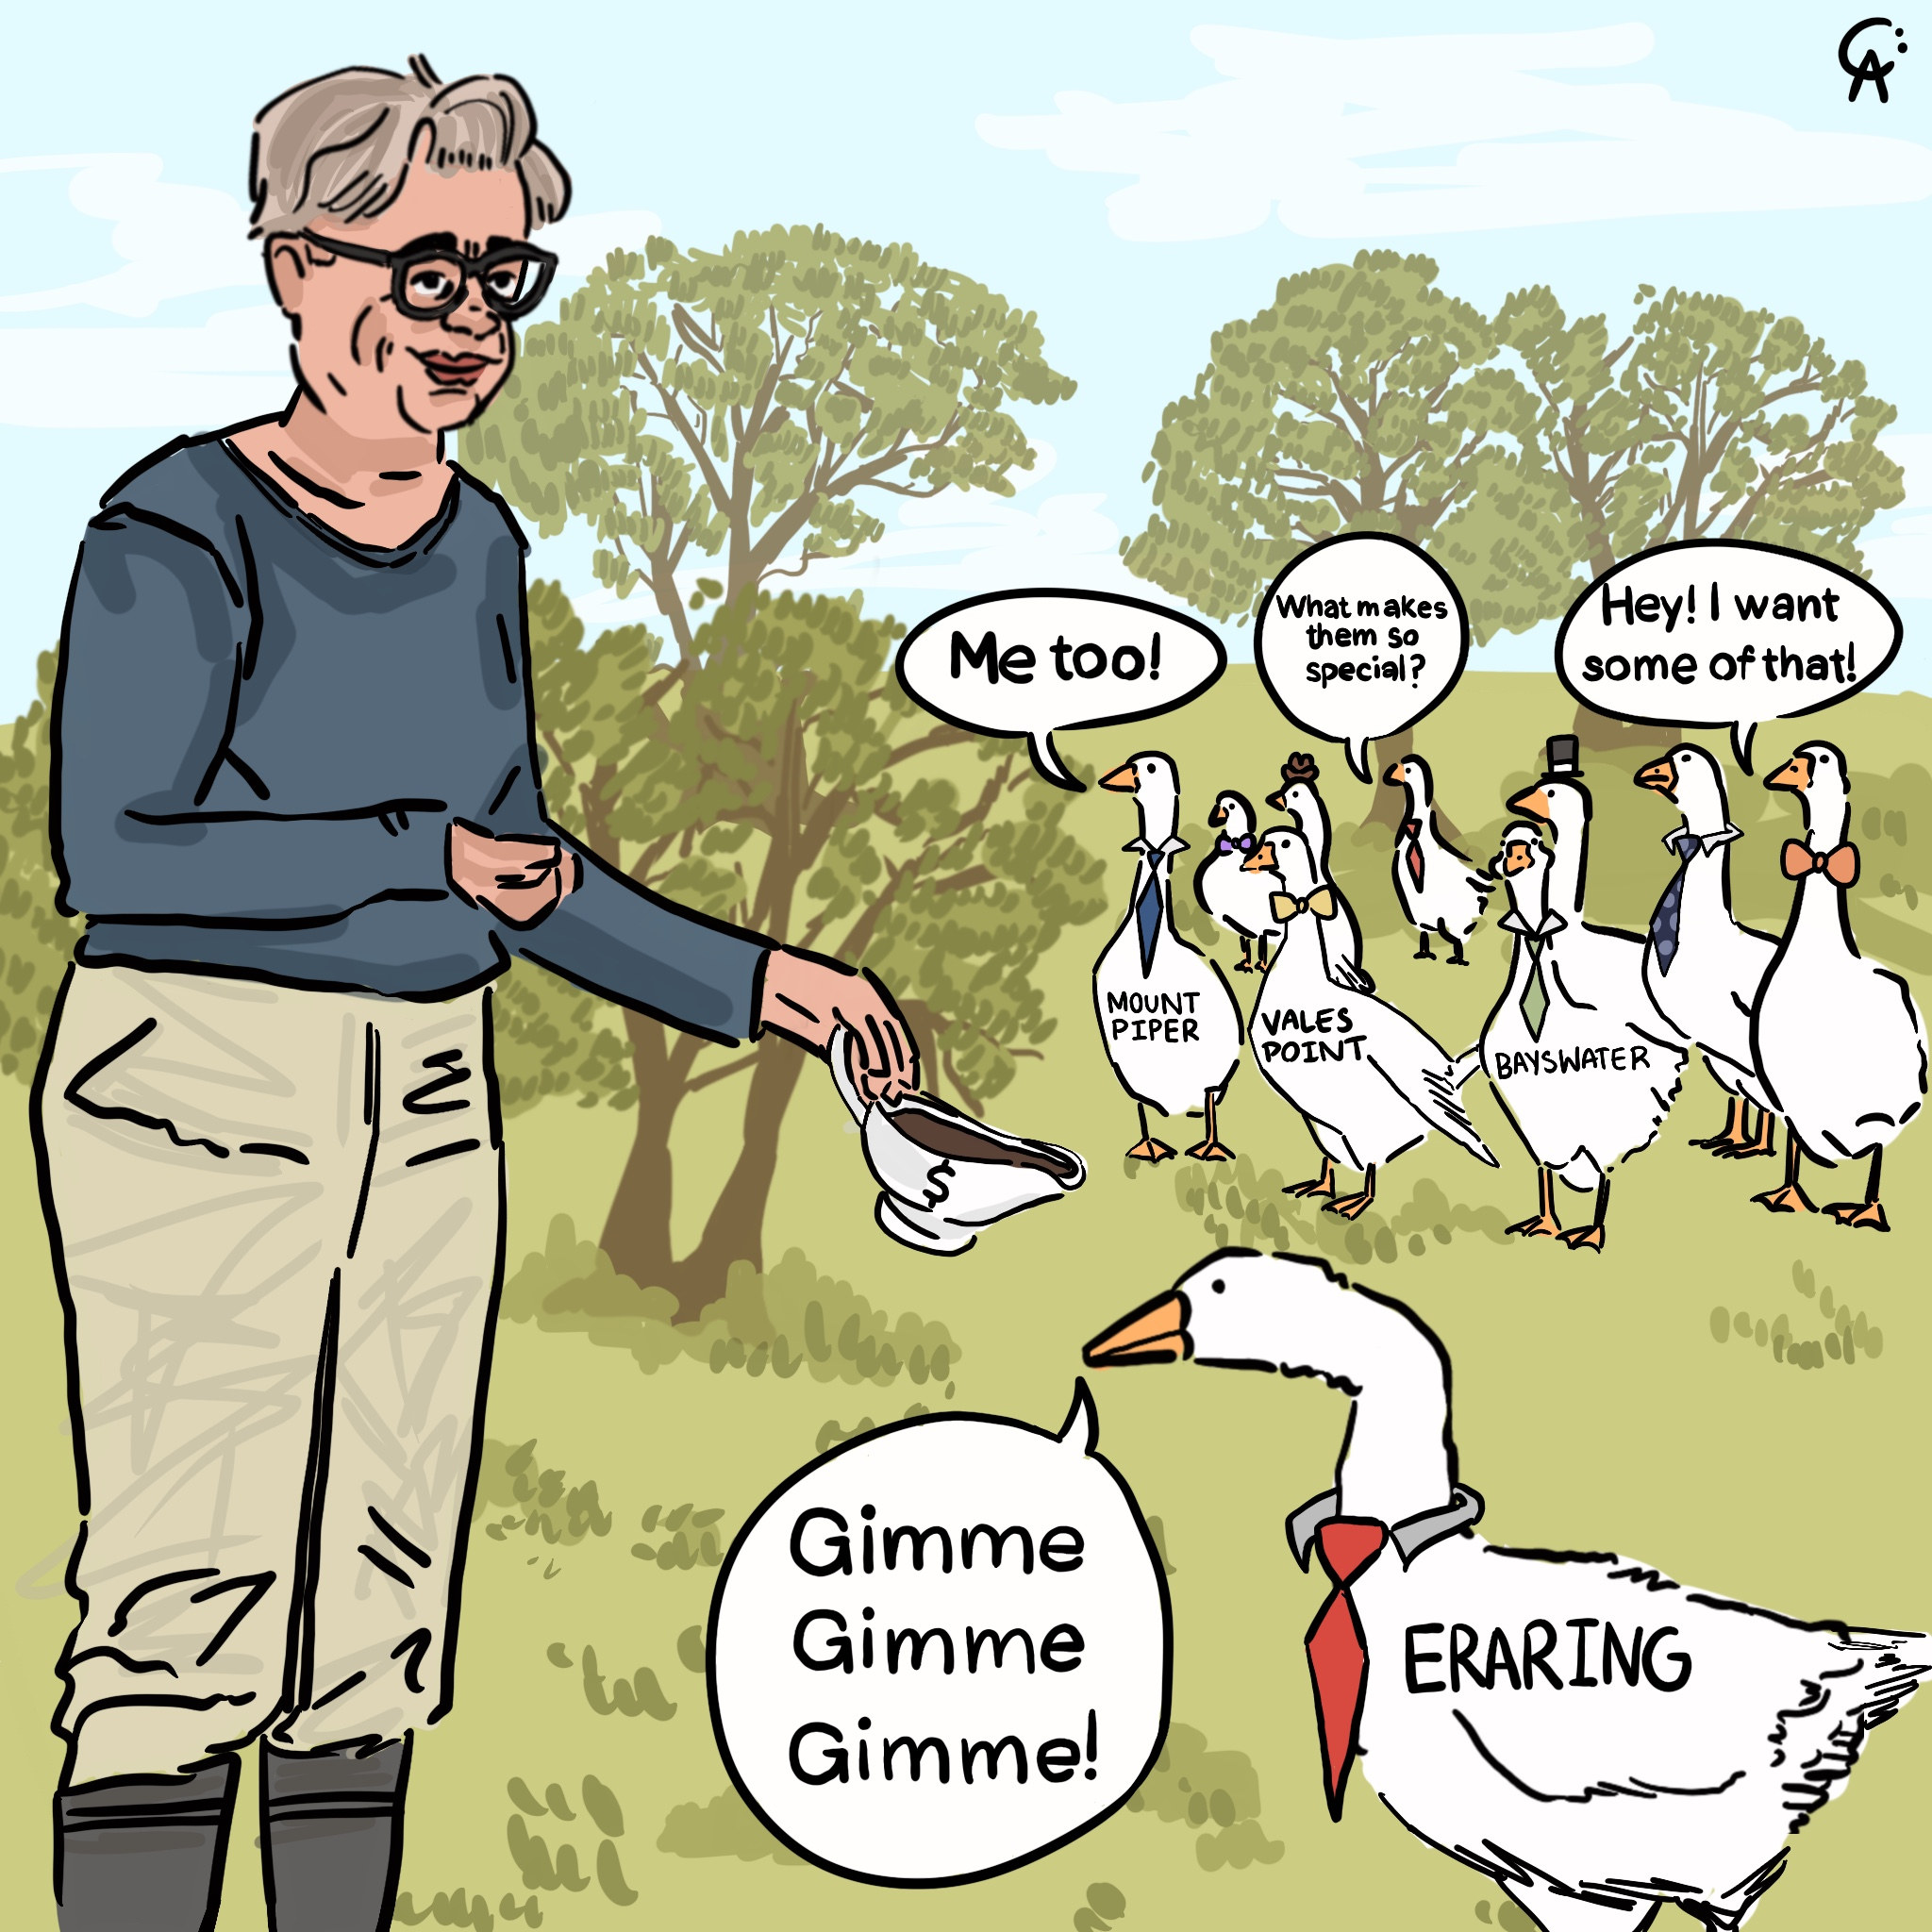 CA
Me too!
What makes
them so
special?
Hey! I want
some of that!
MOUNT
PIPER
VALES
POINT
BAYSWATER
$
Gimme
Gimme
Gimme!
ERARING